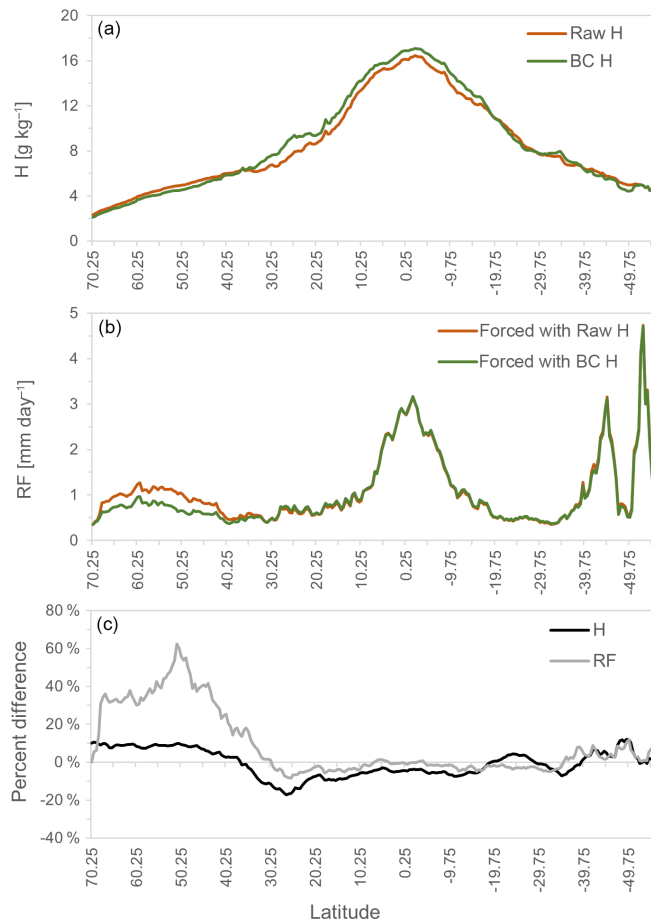 (a)
Raw H
BC H
H [g kg⁻¹]
20
16
12
8
4
0
70.25 60.25 50.25 40.25 30.25 20.25 10.25 0.25 -9.75 -19.75 -29.75 -39.75 -49.75
(b)
Forced with Raw H
Forced with BC H
RF [mm day⁻¹]
5
4
3
2
1
0
70.25 60.25 50.25 40.25 30.25 20.25 10.25 0.25 -9.75 -19.75 -29.75 -39.75 -49.75
(c)
H
RF
Percent difference
80 %
60 %
40 %
20 %
0 %
-20 %
-40 %
70.25 60.25 50.25 40.25 30.25 20.25 10.25 0.25 -9.75 -19.75 -29.75 -39.75 -49.75
Latitude